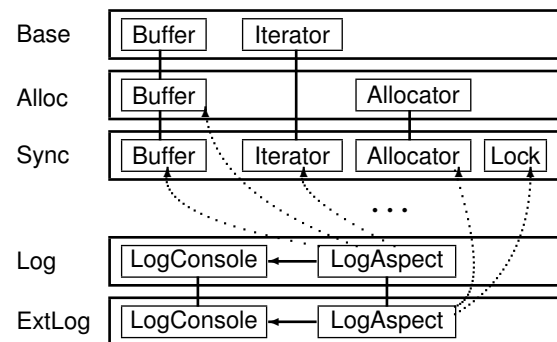 Base Buffer Iterator
Alloc Buffer Allocator
Sync Buffer Iterator Allocator Lock
...
Log LogConsole LogAspect
ExtLog LogConsole LogAspect